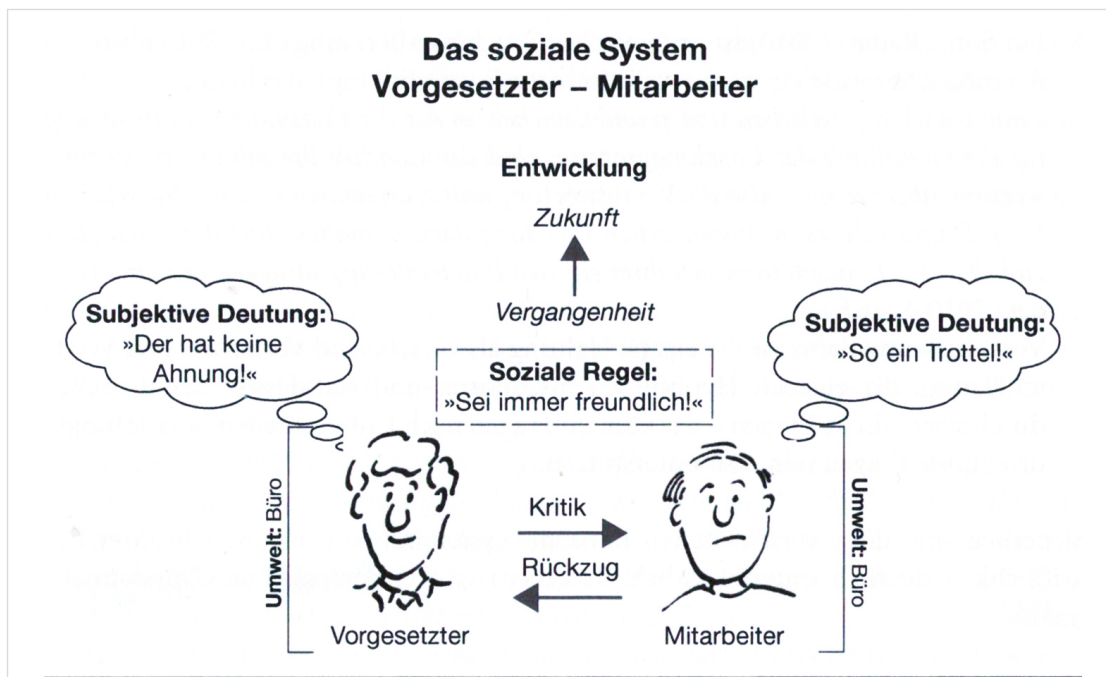 Das soziale System
Vorgesetzter – Mitarbeiter
Entwicklung
Zukunft
Vergangenheit
Subjektive Deutung:
»Der hat keine
Ahnung!«
Subjektive Deutung:
»So ein Trottel!«
Soziale Regel:
»Sei immer freundlich!«
Umwelt: Büro
Kritik
Rückzug
Umwelt: Büro
Vorgesetzter
Mitarbeiter